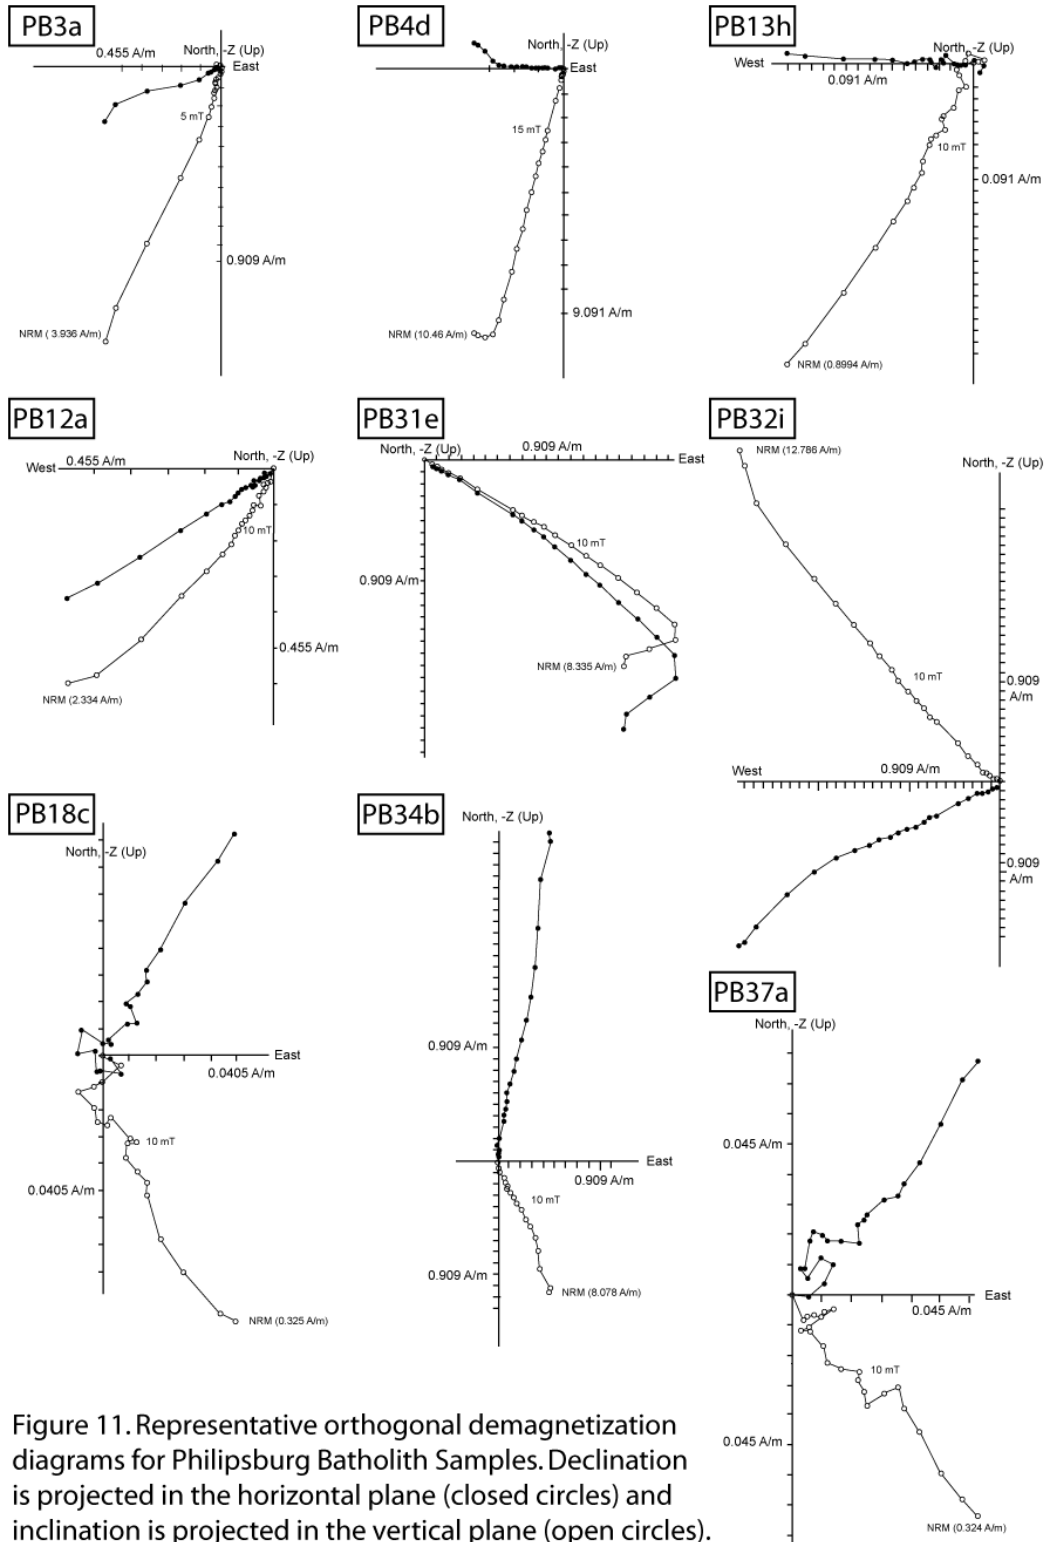 PB3a
0.455 A/m
North, -Z (Up)
East
5 mT
0.909 A/m
NRM ( 3.936 A/m)
PB4d
North, -Z (Up)
East
15 mT
9.091 A/m
NRM (10.46 A/m)
PB13h
North, -Z (Up)
West
0.091 A/m
10 mT
0.091 A/m
NRM (0.8994 A/m)
PB12a
North, -Z (Up)
West
0.455 A/m
10 mT
0.455 A/m
NRM (2.334 A/m)
PB31e
North, -Z (Up)
0.909 A/m
East
10 mT
0.909 A/m
NRM (8.335 A/m)
PB32i
NRM (12.786 A/m)
North, -Z (Up)
10 mT
0.909
A/m
West
0.909 A/m
0.909
A/m
PB18c
North, -Z (Up)
East
0.0405 A/m
10 mT
0.0405 A/m
NRM (0.325 A/m)
PB34b
North, -Z (Up)
0.909 A/m
East
0.909 A/m
10 mT
0.909 A/m
NRM (8.078 A/m)
PB37a
North, -Z (Up)
0.045 A/m
East
0.045 A/m
10 mT
0.045 A/m
NRM (0.324 A/m)
Figure 11. Representative orthogonal demagnetization
diagrams for Philipsburg Batholith Samples. Declination
is projected in the horizontal plane (closed circles) and
inclination is projected in the vertical plane (open circles).